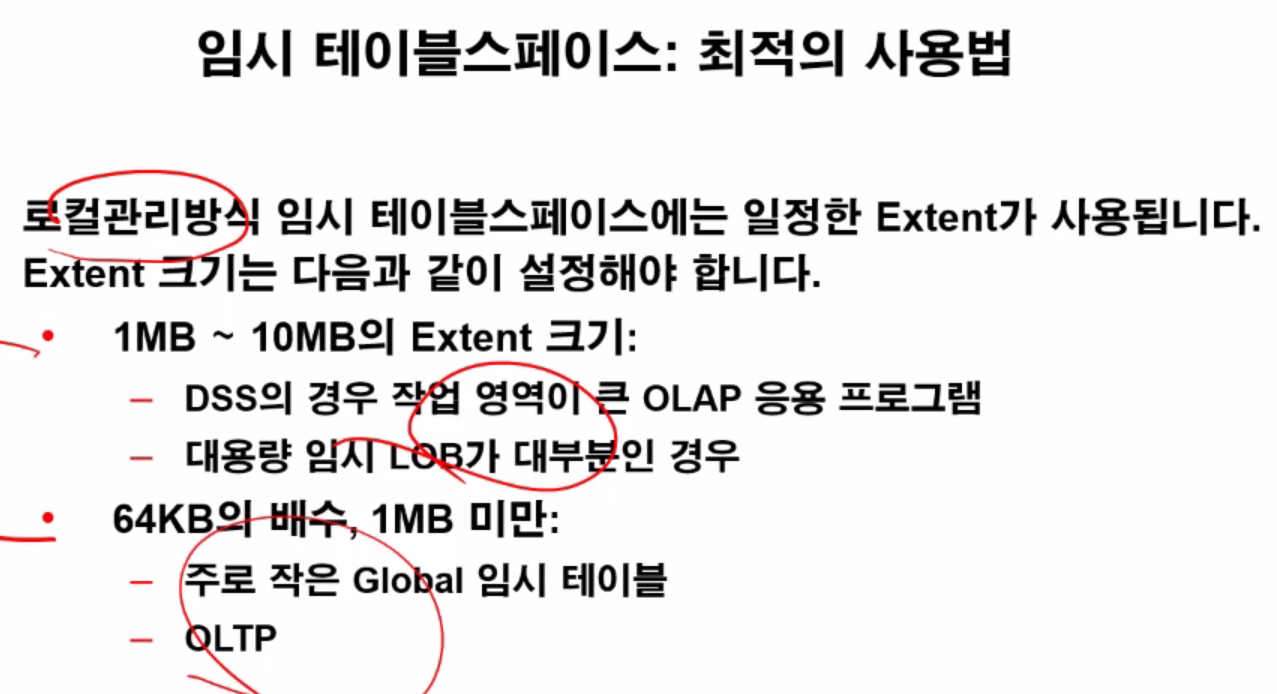 임시 테이블스페이스: 최적의 사용법
로컬관리방식 임시 테이블스페이스에는 일정한 Extent가 사용됩니다.
Extent 크기는 다음과 같이 설정해야 합니다.
• 1MB ~ 10MB의 Extent 크기:
– DSS의 경우 작업 영역이 큰 OLAP 응용 프로그램
– 대용량 임시 LOB가 대부분인 경우
• 64KB의 배수, 1MB 미만:
– 주로 작은 Global 임시 테이블
– OLTP